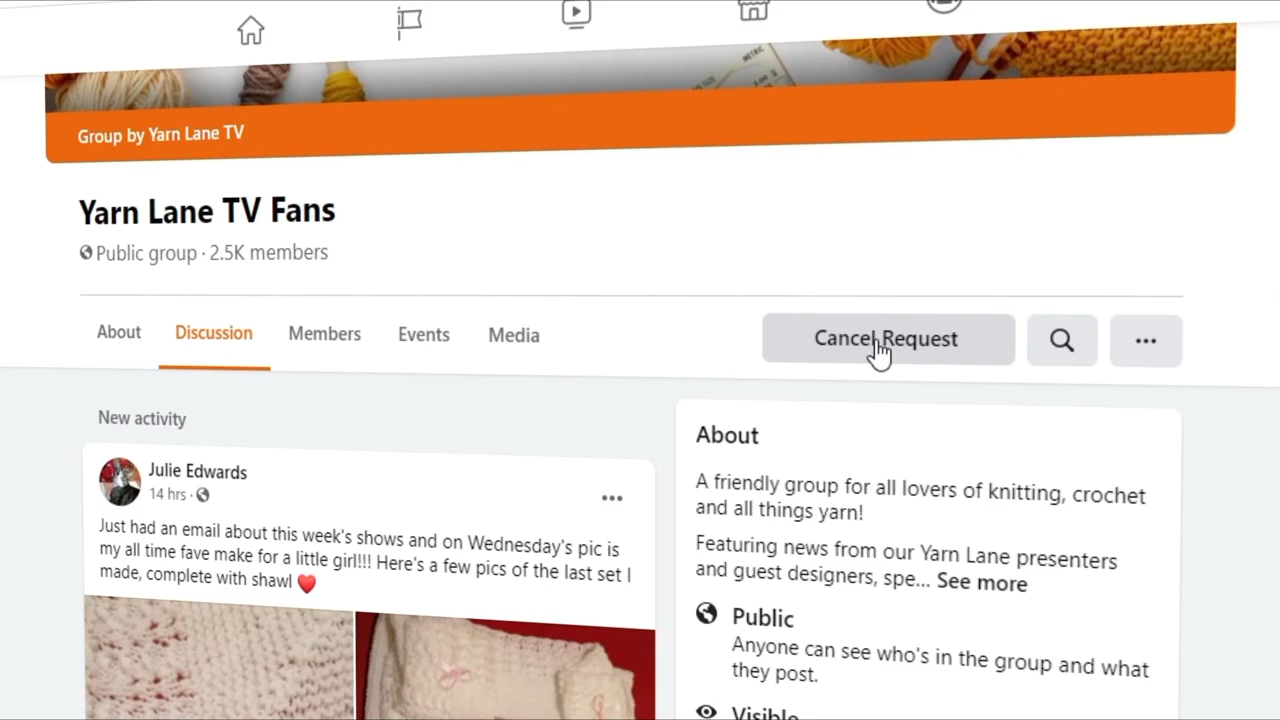 Group by Yarn Lane TV
Yarn Lane TV Fans
Public group · 2.5K members
About
Discussion
Members
Events
Media
Cancel Request
New activity
Julie Edwards
14 hrs ·
Just had an email about this week's shows and on Wednesday's pic is
my all time fave make for a little girl!!! Here's a few pics of the last set I
made, complete with shawl ❤️
About
A friendly group for all lovers of knitting, crochet
and all things yarn!
Featuring news from our Yarn Lane presenters
and guest designers, spe... See more
Public
Anyone can see who's in the group and what
they post.
Visible